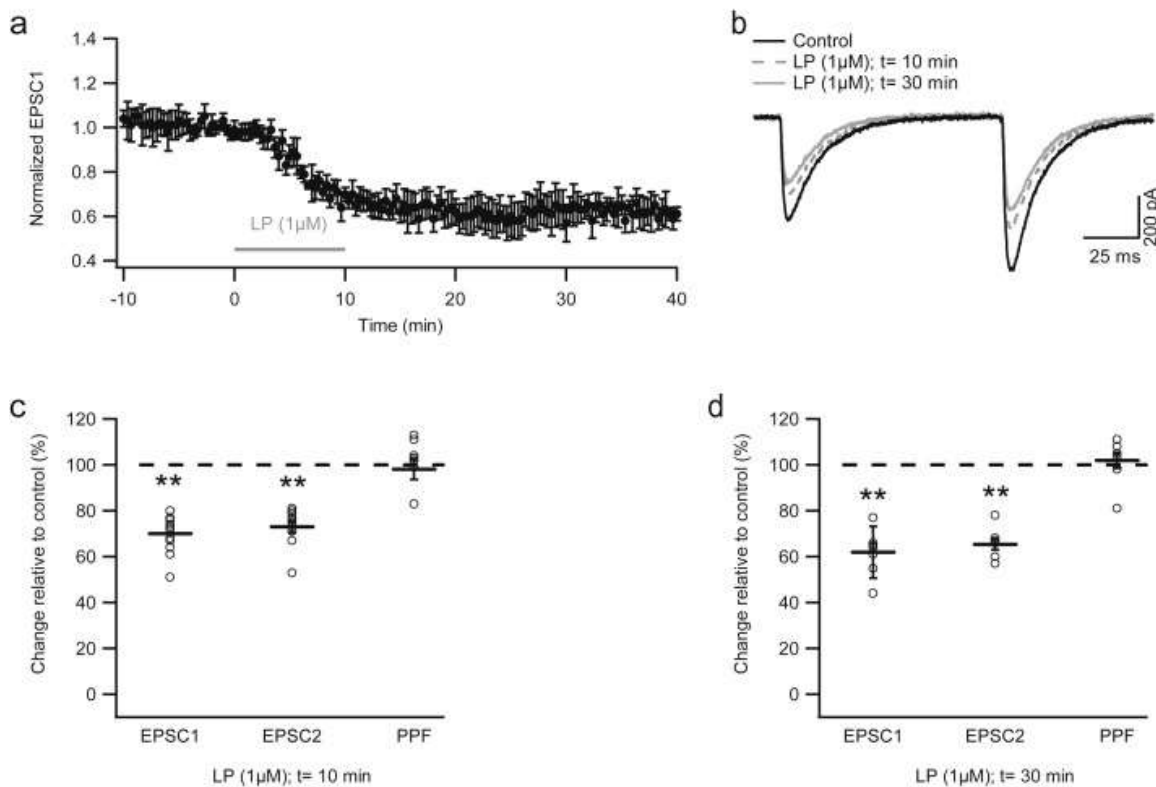 a
Normalized EPSC1
1.4
1.2
1.0
0.8
0.6
0.4
LP (1µM)
-10
0
10
20
30
40
Time (min)
b
Control
LP (1µM); t= 10 min
LP (1µM); t= 30 min
200 pA
25 ms
c
Change relative to control (%)
120
100
80
60
40
20
0
**
**
EPSC1
EPSC2
PPF
LP (1µM); t= 10 min
d
Change relative to control (%)
120
100
80
60
40
20
0
**
**
EPSC1
EPSC2
PPF
LP (1µM); t= 30 min